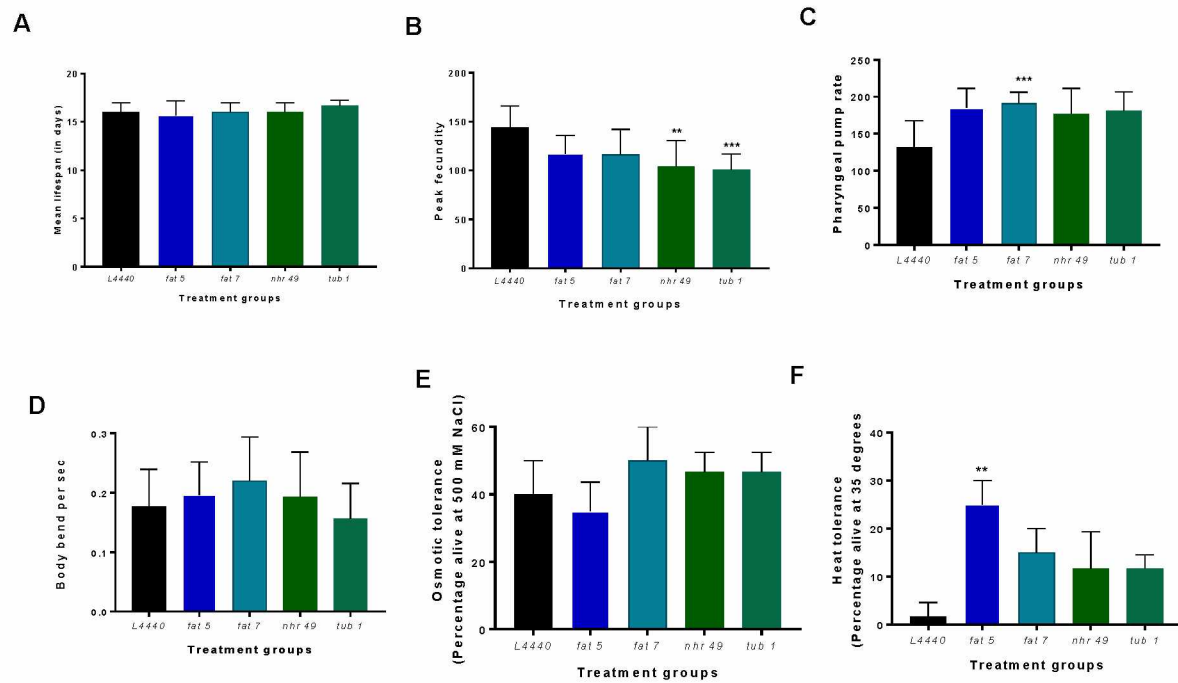 A
Mean lifespan (in days)
20
15
10
5
0
L4440 fat 5 fat 7 nhr 49 tub 1
Treatment groups
B
Peak fecundity
200
150
100
50
0
** ***
L4440 fat 5 fat 7 nhr 49 tub 1
Treatment groups
C
Pharyngeal pump rate
250
200
150
100
50
0
***
L4440 fat 5 fat 7 nhr 49 tub 1
Treatment groups
D
Body bend per sec
0.3
0.2
0.1
0.0
L4440 fat 5 fat 7 nhr 49 tub 1
Treatment groups
E
Osmotic tolerance
(Percentage alive at 500 mM NaCl)
60
40
20
0
L4440 fat 5 fat 7 nhr 49 tub 1
Treatment groups
F
Heat tolerance
(Percentage alive at 35 degrees
40
30
20
10
0
**
L4440 fat 5 fat 7 nhr 49 tub 1
Treatment groups